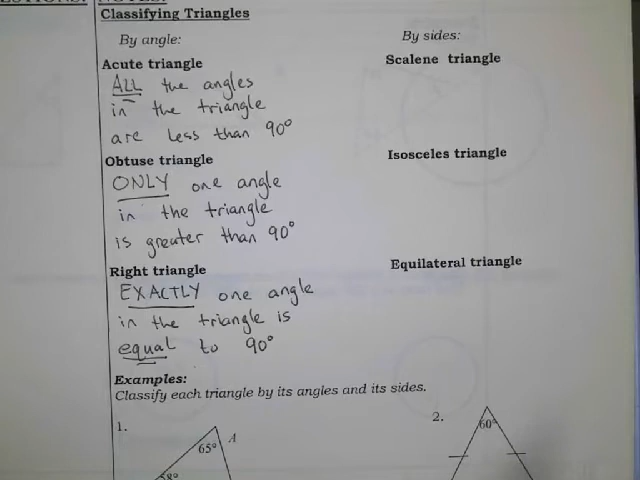 NOTES:
Classifying Triangles
By angle:
By sides:
Acute triangle
ALL the angles
in the triangle
are less than 90°
Scalene triangle
Obtuse triangle
ONLY one angle
in the triangle
is greater than 90°
Isosceles triangle
Right triangle
EXACTLY one angle
in the triangle is
equal to 90°
Equilateral triangle
Examples:
Classify each triangle by its angles and its sides.
1.
65°
A
2.
60°